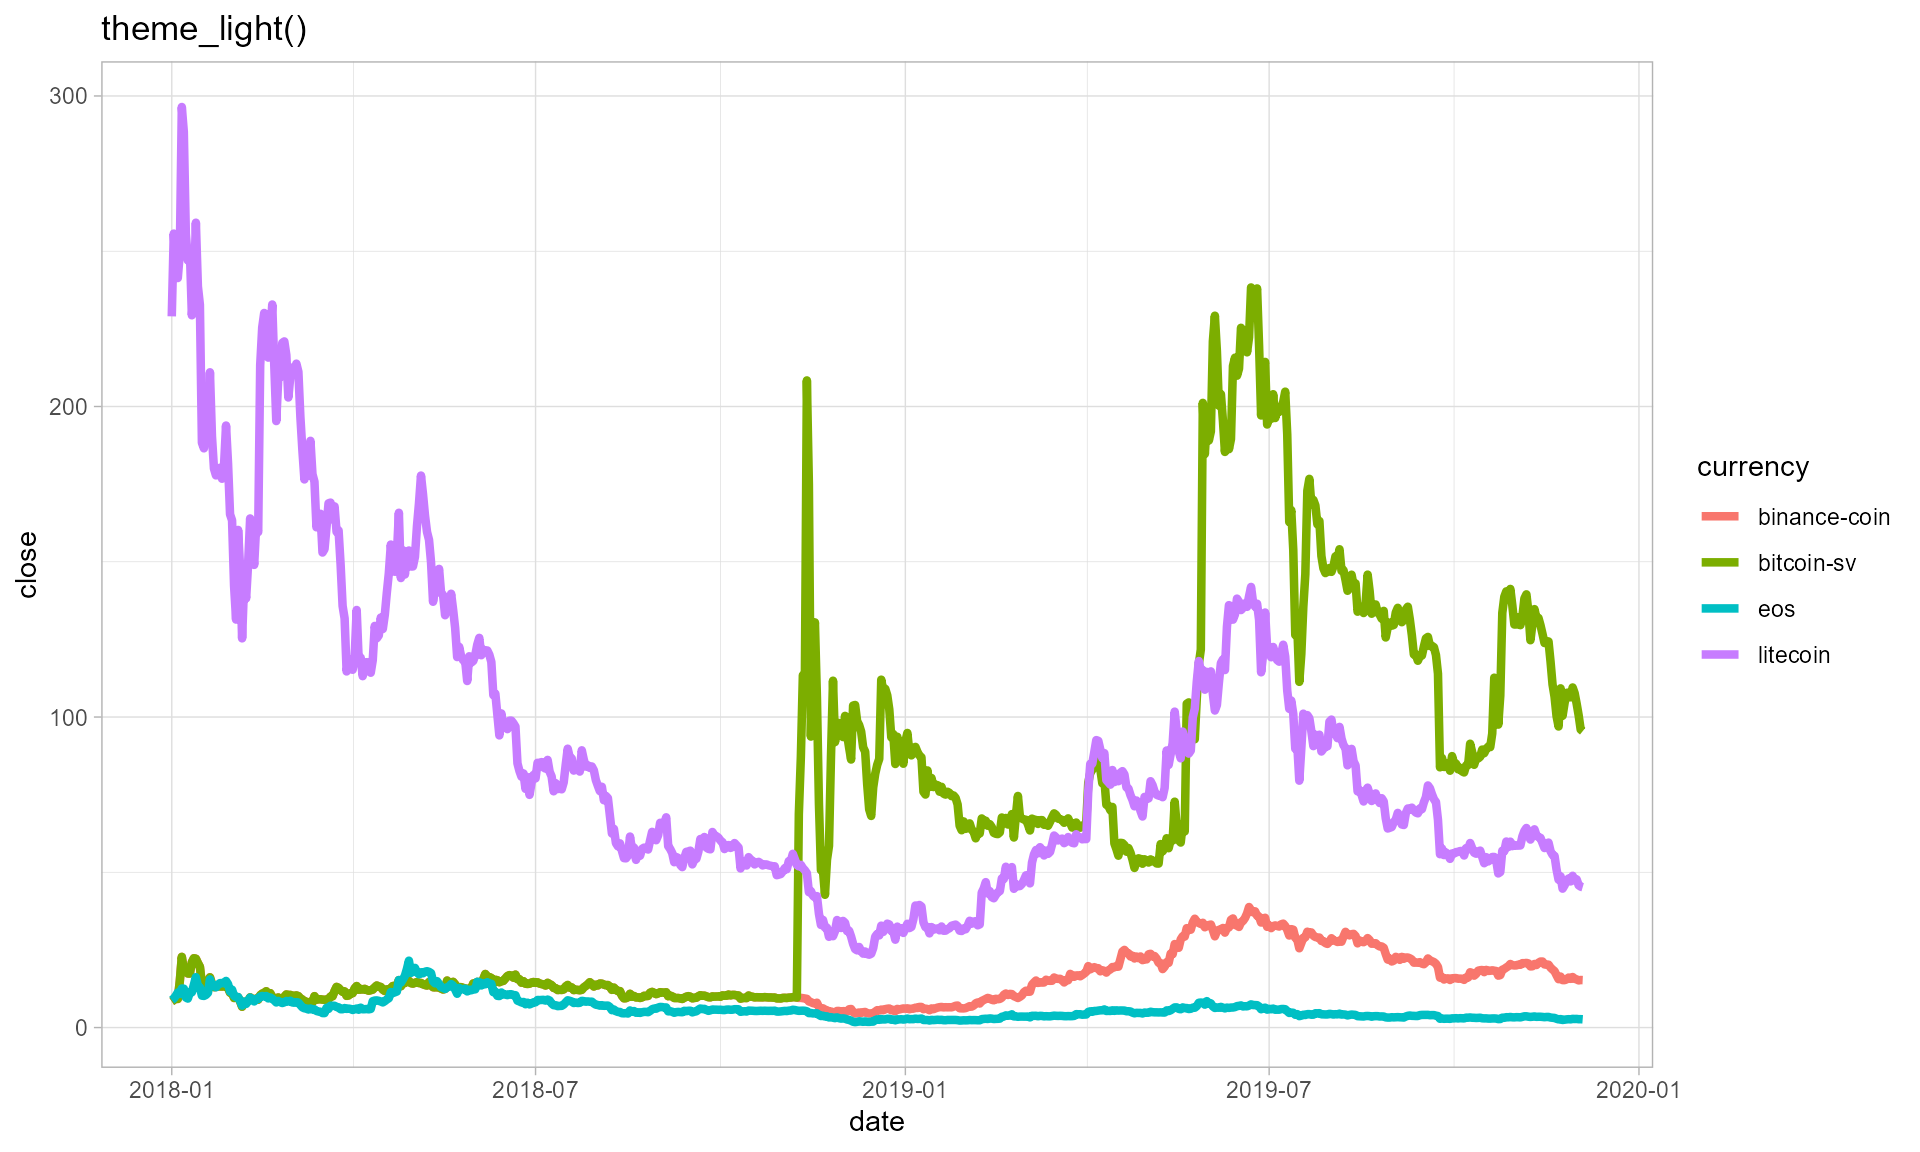 theme_light()
300
200
100
0
close
2018-01
2018-07
2019-01
2019-07
2020-01
date
currency
binance-coin
bitcoin-sv
eos
litecoin